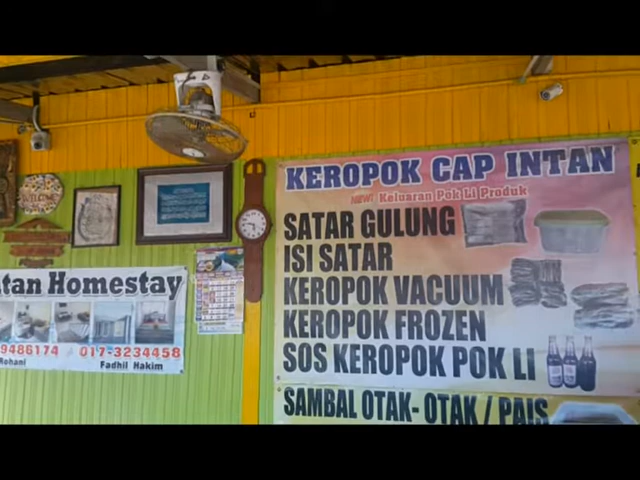 WELCOME
KEROPOK CAP INTAN
NEW! Keluaran Pok Li Produk
SATAR GULUNG
ISI SATAR
KEROPOK VACUUM
KEROPOK FROZEN
SOS KEROPOK POK LI
SAMBAL OTAK-OTAK / PAIS
tan Homestay
9486174
017-3234458
Rohani
Fadhil Hakim